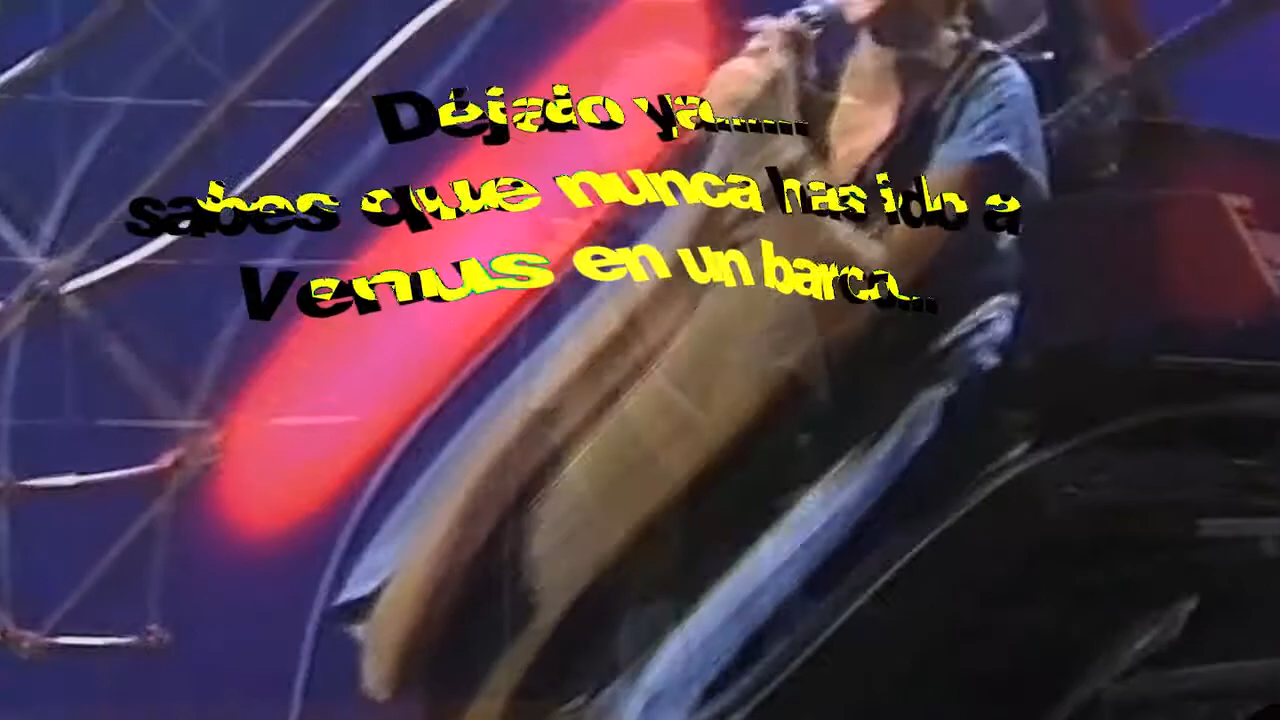 Déjalo ya......
sabes que nunca has ido a
Venus en un barco...